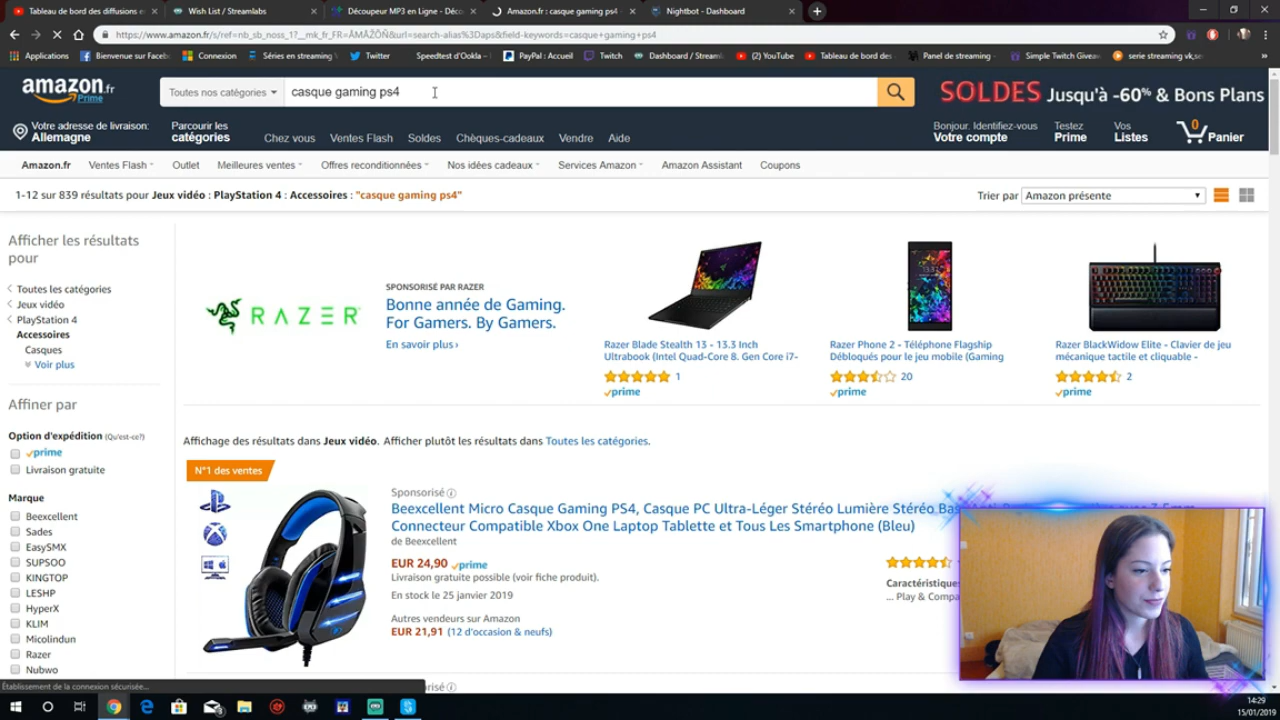 Tableau de bord des diffusions e
Wish List / Streamlabs
Découpeur MP3 en Ligne - Déco
Amazon.fr : casque gaming ps4
Nightbot - Dashboard
https://www.amazon.fr/s/ref=nb_sb_noss_1?__mk_fr_FR=ÅMÅŽÕÑ&url=search-alias%3Daps&field-keywords=casque+gaming+ps4
Applications
Bienvenue sur Faceb
Connexion
Séries en streaming
Twitter
Speedtest d'Ookla -
PayPal : Accueil
Twitch
Dashboard / Stream
(2) YouTube
Tableau de bord des
Panel de streaming
Simple Twitch Givea
serie streaming vk,se
amazon.fr
Prime
Toutes nos catégories
casque gaming ps4
SOLDES Jusqu'à -60% & Bons Plans
Votre adresse de livraison:
Allemagne
Parcourir les
catégories
Chez vous
Ventes Flash
Soldes
Chèques-cadeaux
Vendre
Aide
Bonjour. Identifiez-vous
Votre compte
Testez
Prime
Vos
Listes
0
Panier
Amazon.fr
Ventes Flash
Outlet
Meilleures ventes
Offres reconditionnées
Nos idées cadeaux
Services Amazon
Amazon Assistant
Coupons
1-12 sur 839 résultats pour Jeux vidéo : PlayStation 4 : Accessoires : "casque gaming ps4"
Trier par
Amazon présente
Afficher les résultats
pour
Toutes les catégories
Jeux vidéo
PlayStation 4
Accessoires
Casques
Voir plus
Affiner par
Option d'expédition (Qu'est-ce?)
prime
Livraison gratuite
Marque
Beexcellent
Sades
EasySMX
SUPSOO
KINGTOP
LESHP
HyperX
KLIM
Micolindun
Razer
Nubwo
RAZER
SPONSORISÉ PAR RAZER
Bonne année de Gaming.
For Gamers. By Gamers.
En savoir plus ›
Razer Blade Stealth 13 - 13.3 Inch
Ultrabook (Intel Quad-Core 8. Gen Core i7-
1
prime
Razer Phone 2 - Téléphone Flagship
Débloqués pour le jeu mobile (Gaming
20
prime
Razer BlackWidow Elite - Clavier de jeu
mécanique tactile et cliquable -
2
prime
Affichage des résultats dans Jeux vidéo. Afficher plutôt les résultats dans Toutes les catégories.
N°1 des ventes
Sponsorisé
Beexcellent Micro Casque Gaming PS4, Casque PC Ultra-Léger Stéréo Lumière Stéréo
Connecteur Compatible Xbox One Laptop Tablette et Tous Les Smartphone (Bleu)
de Beexcellent
EUR 24,90 prime
Livraison gratuite possible (voir fiche produit).
En stock le 25 janvier 2019
Autres vendeurs sur Amazon
EUR 21,91 (12 d'occasion & neufs)
Caractéristiques
... Play & Compa
Établissement de la connexion sécurisée...
14:29
15/01/2019